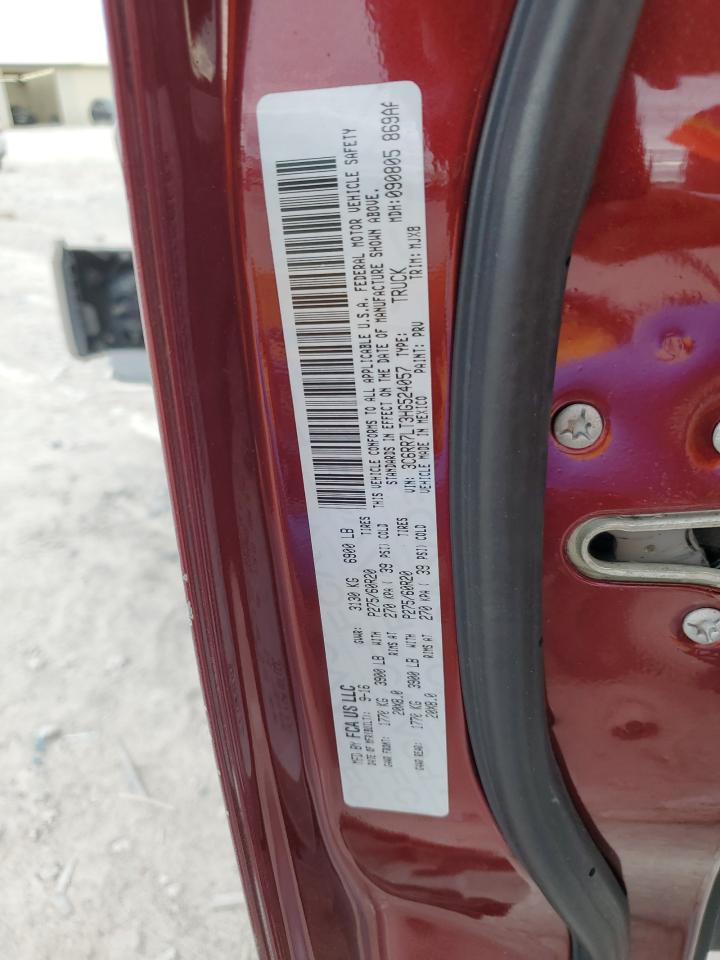 MFD BY FCA US LLC
DATE OF MFR(BUILT): 9-16
GVWR: 3130 KG 6900 LB
GAWR FRONT: 1770 KG 3900 LB WITH P275/60R20 TIRES
20X8.0 RIMS AT 270 KPA ( 39 PSI) COLD
GAWR REAR: 1770 KG 3900 LB WITH P275/60R20 TIRES
20X8.0 RIMS AT 270 KPA ( 39 PSI) COLD
THIS VEHICLE CONFORMS TO ALL APPLICABLE U.S.A. FEDERAL MOTOR VEHICLE SAFETY
STANDARDS IN EFFECT ON THE DATE OF MANUFACTURE SHOWN ABOVE.
VIN: 3C6RR7LT3HG524057 TYPE: TRUCK MDH:090805 869AF
VEHICLE MADE IN MEXICO PAINT: PRV TRIM: MJX8